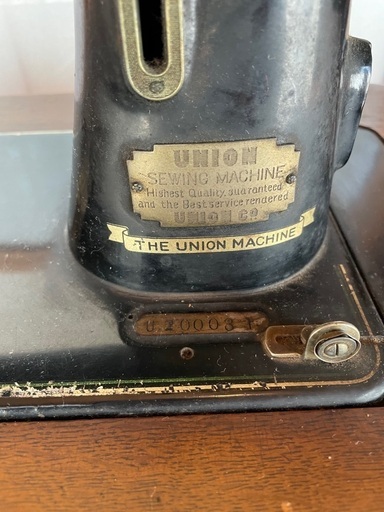 UNION
SEWING MACHINE
Highest Quality guaranteed
and the Best service rendered
UNION Co
THE UNION MACHINE